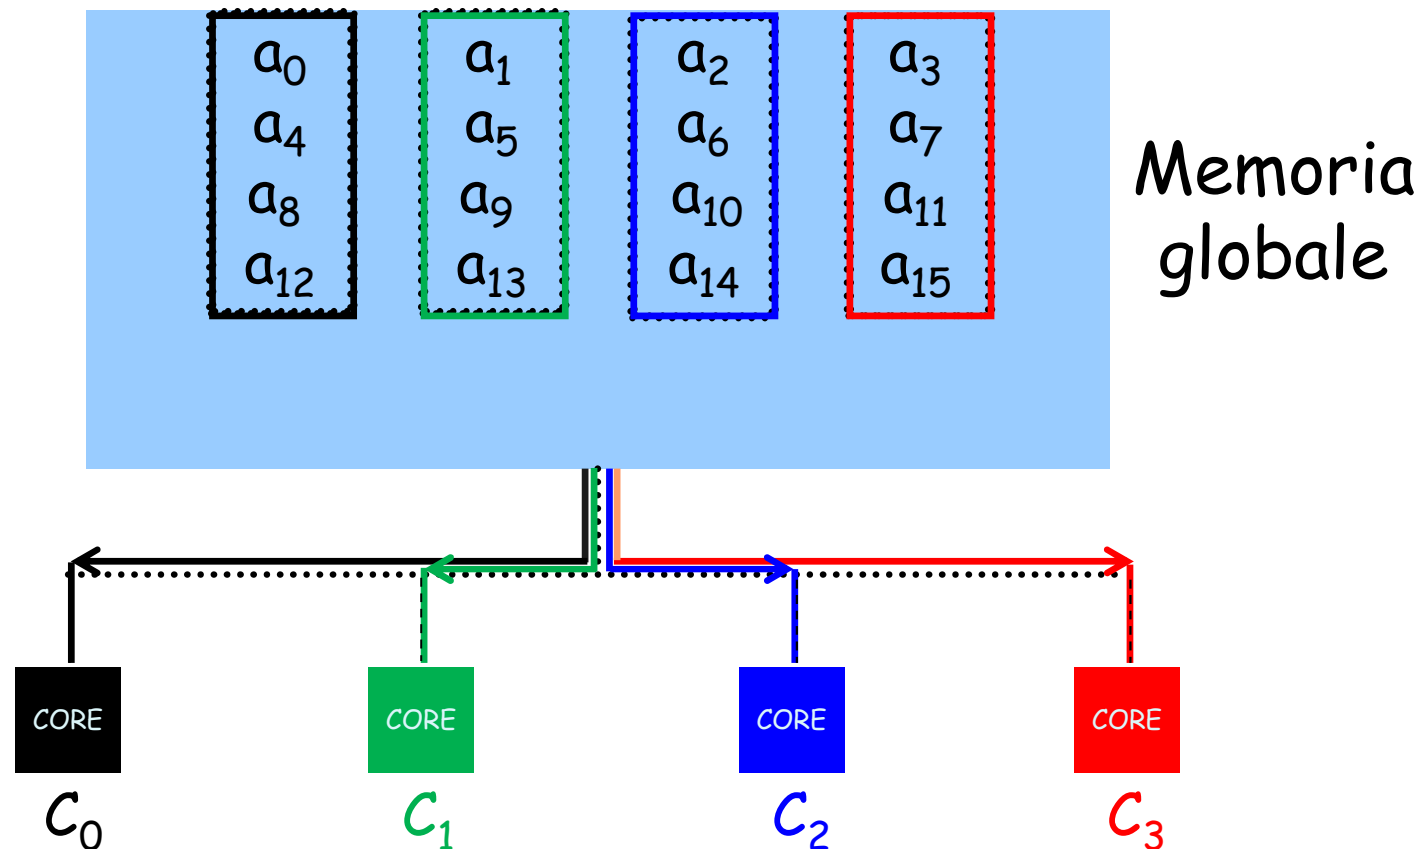 a0 a1 a2 a3
a4 a5 a6 a7
a8 a9 a10 a11
a12 a13 a14 a15
Memoria
globale
CORE CORE CORE CORE
C0 C1 C2 C3